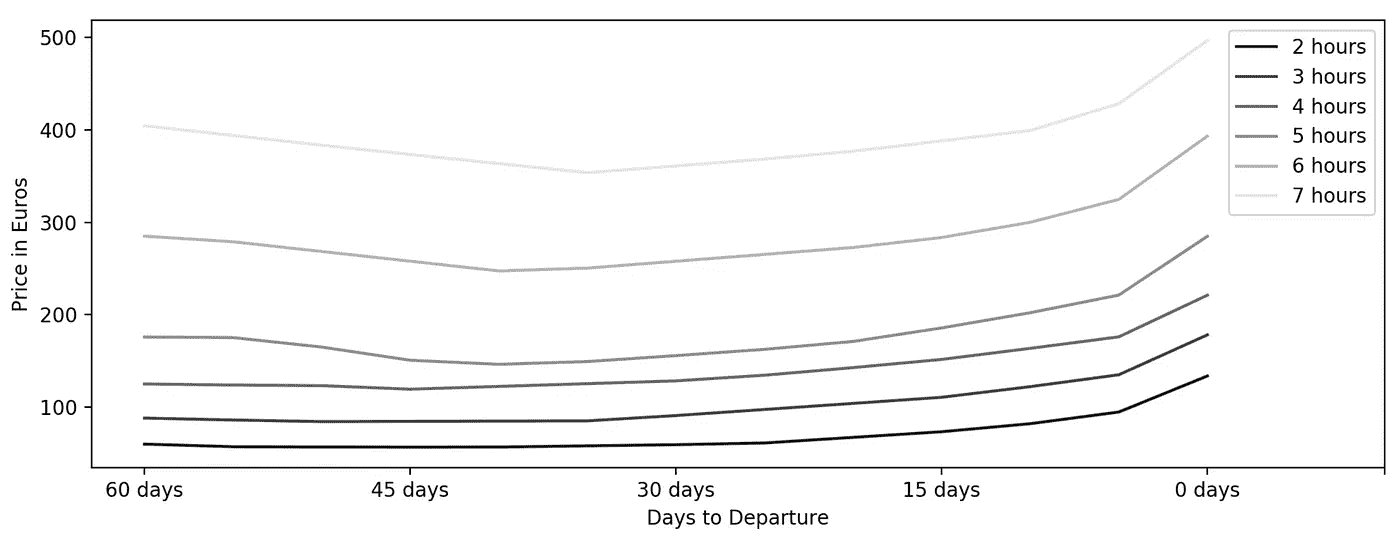 Price in Euros
500
400
300
200
100
60 days
45 days
30 days
15 days
0 days
Days to Departure
2 hours
3 hours
4 hours
5 hours
6 hours
7 hours